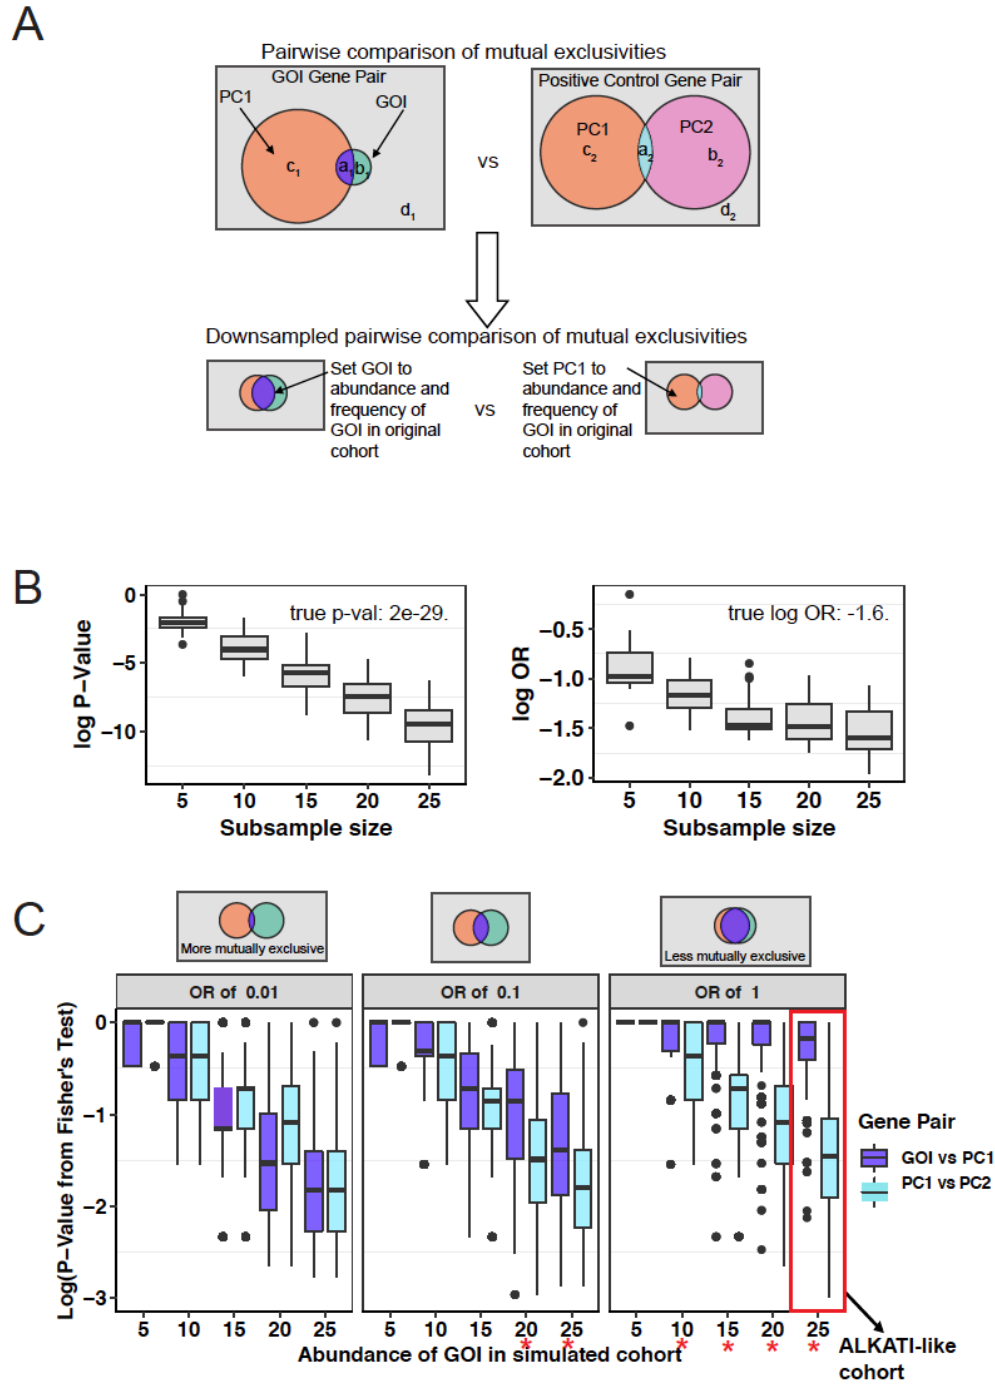 A
Pairwise comparison of mutual exclusivities
GOI Gene Pair
PC1
GOI
c1
a1 b1
d1
vs
Positive Control Gene Pair
PC1
PC2
c2
a2
b2
d2
Downsampled pairwise comparison of mutual exclusivities
Set GOI to
abundance and
frequency of
GOI in original
cohort
vs
Set PC1 to
abundance and
frequency of
GOI in original
cohort
B
log P-Value
0
-5
-10
true p-val: 2e-29.
5 10 15 20 25
Subsample size
log OR
-0.5
-1.0
-1.5
-2.0
true log OR: -1.6.
5 10 15 20 25
Subsample size
C
More mutually exclusive
Less mutually exclusive
OR of 0.01
OR of 0.1
OR of 1
Log(P-Value from Fisher's Test)
0
-1
-2
-3
5 10 15 20 25
5 10 15 20 25
5 10 15 20 25
* * * * * *
Abundance of GOI in simulated cohort
Gene Pair
GOI vs PC1
PC1 vs PC2
ALKATI-like
cohort